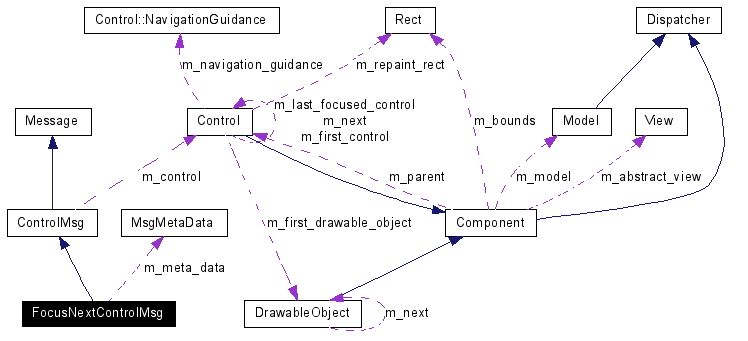 Control::NavigationGuidance
Rect
Dispatcher
m_navigation_guidance
m_repaint_rect
m_last_focused_control
m_next
m_first_control
Message
Control
m_bounds
Model
View
m_control
m_parent
m_model
m_abstract_view
ControlMsg
MsgMetaData
m_first_drawable_object
Component
m_meta_data
FocusNextControlMsg
DrawableObject
m_next